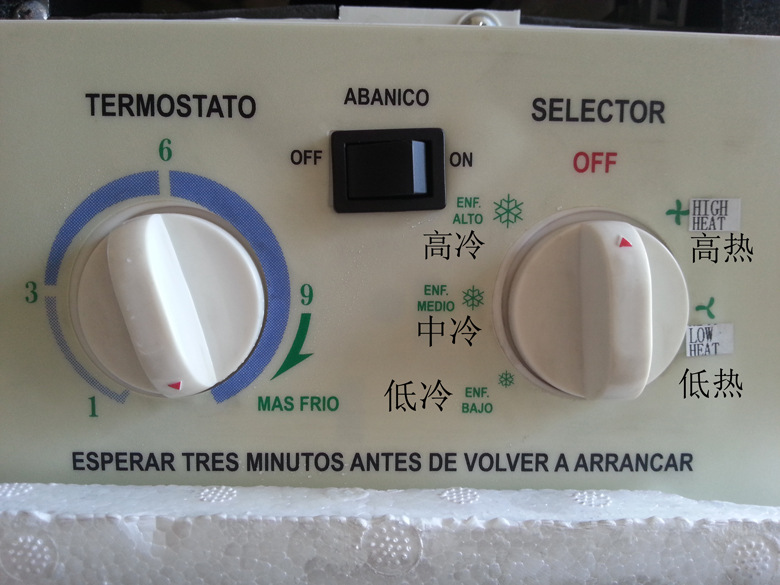 TERMOSTATO
ABANICO
SELECTOR
6
OFF
ON
OFF
ENF.
ALTO
HIGH
HEAT
高冷
高热
3
9
ENF.
MEDIO
中冷
LOW
HEAT
低冷
ENF.
BAJO
低热
1
MAS FRIO
ESPERAR TRES MINUTOS ANTES DE VOLVER A ARRANCAR